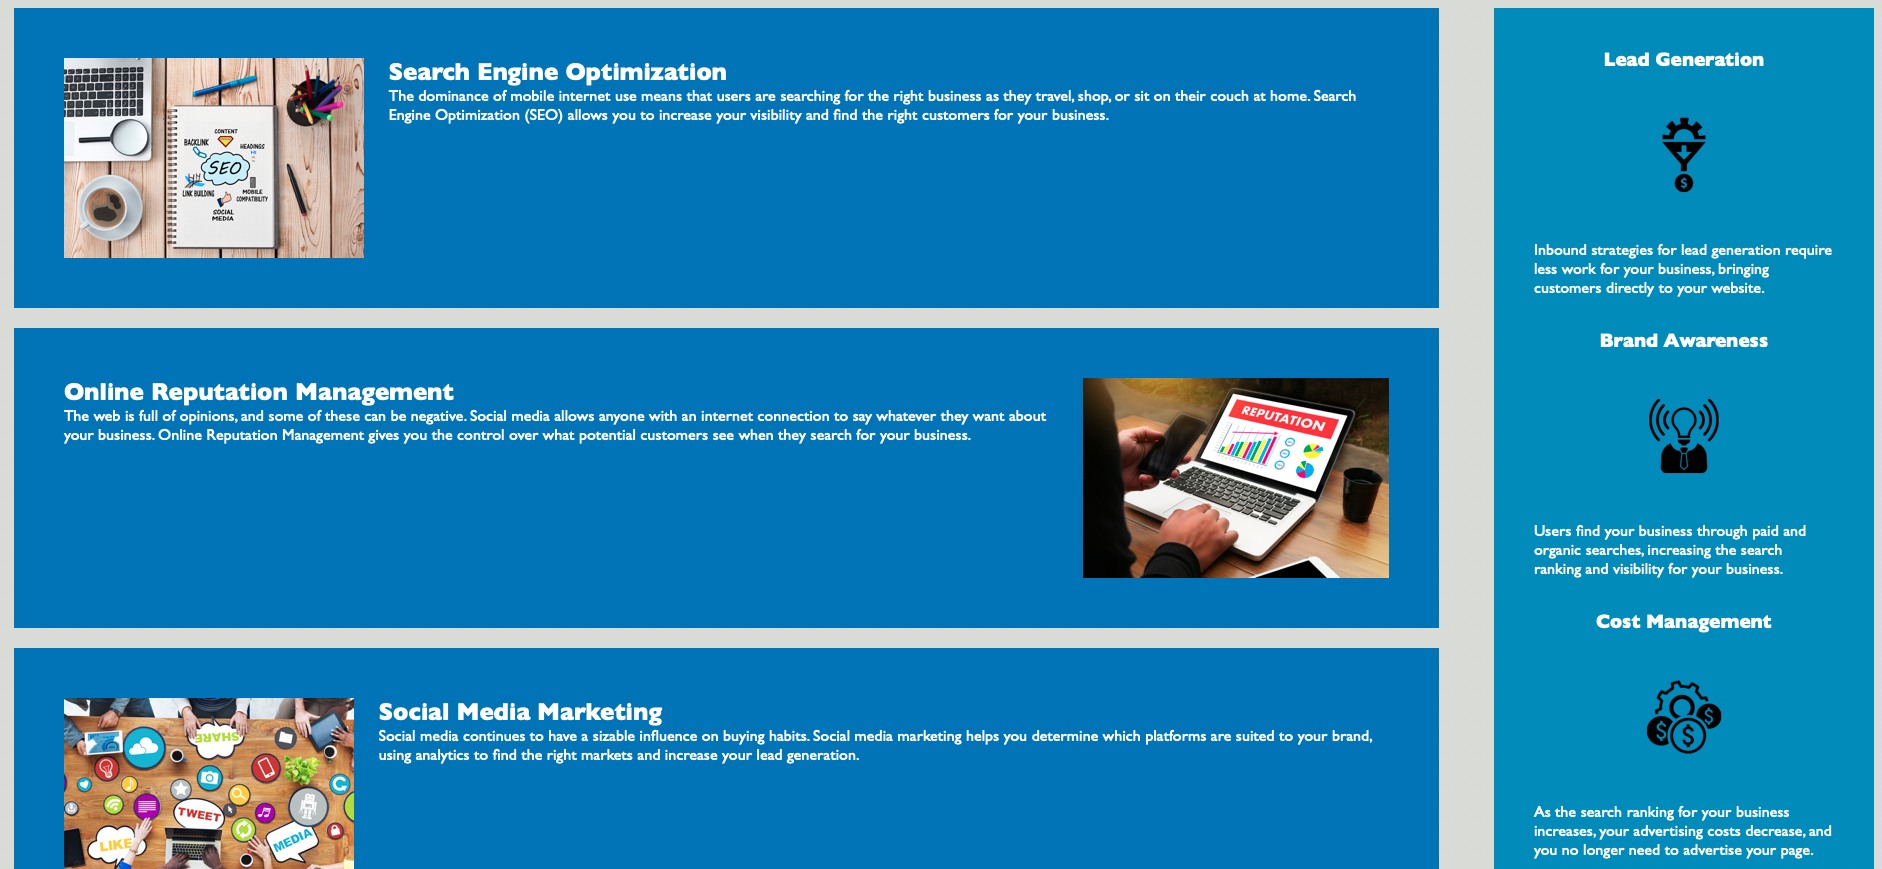 Search Engine Optimization
The dominance of mobile internet use means that users are searching for the right business as they travel, shop, or sit on their couch at home. Search
Engine Optimization (SEO) allows you to increase your visibility and find the right customers for your business.
CONTENT
BACKLINK
HEADINGS
SEO
LINK BUILDING
MOBILE
COMPATIBILITY
SOCIAL
MEDIA
Online Reputation Management
The web is full of opinions, and some of these can be negative. Social media allows anyone with an internet connection to say whatever they want about
your business. Online Reputation Management gives you the control over what potential customers see when they search for your business.
REPUTATION
Social Media Marketing
Social media continues to have a sizable influence on buying habits. Social media marketing helps you determine which platforms are suited to your brand,
using analytics to find the right markets and increase your lead generation.
SHARE
TWEET
LIKE
MEDIA
Lead Generation
$
Inbound strategies for lead generation require
less work for your business, bringing
customers directly to your website.
Brand Awareness
Users find your business through paid and
organic searches, increasing the search
ranking and visibility for your business.
Cost Management
$ $ $
As the search ranking for your business
increases, your advertising costs decrease, and
you no longer need to advertise your page.